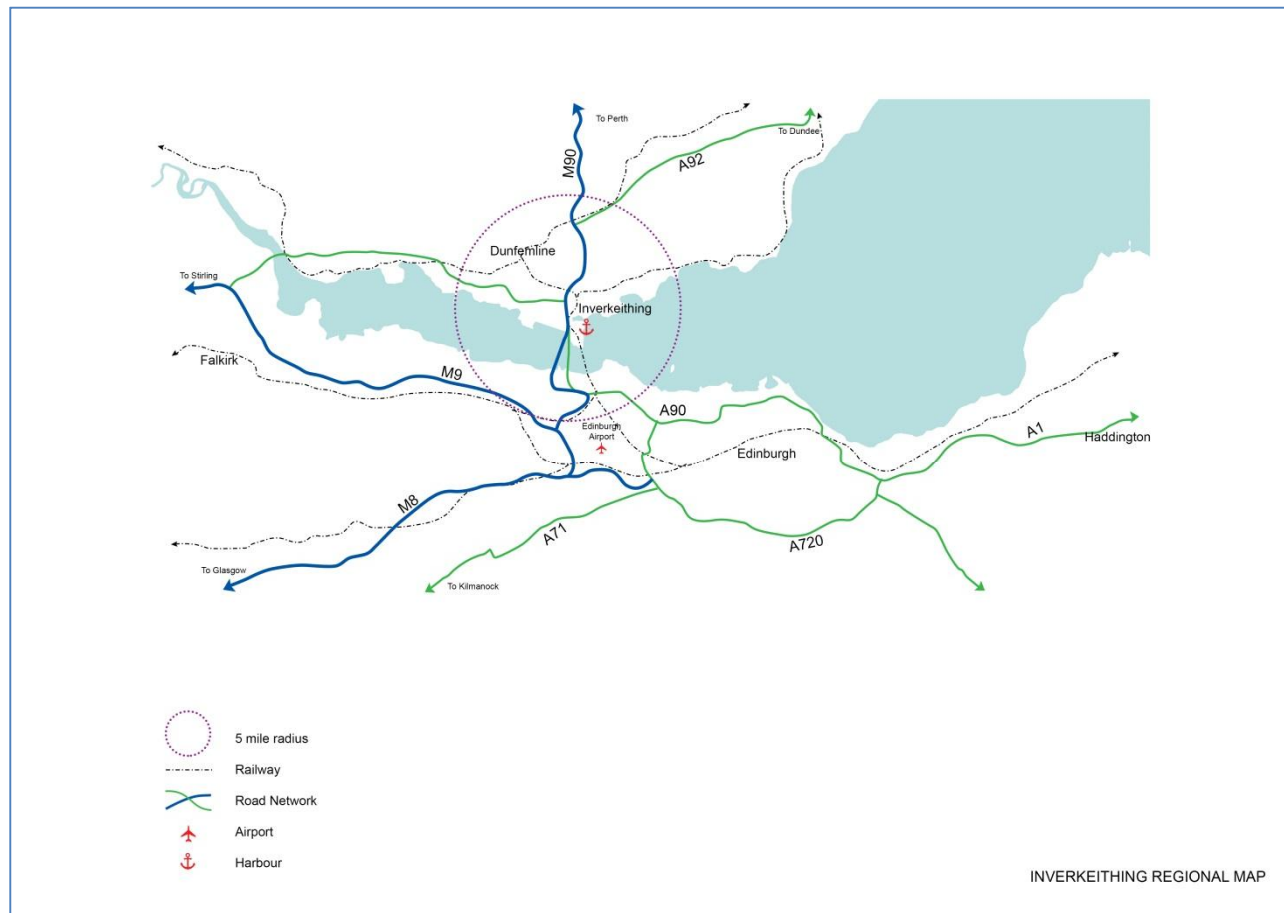 To Perth
To Dundee
M90
A92
Dunfemline
To Stirling
Inverkeithing
Falkirk
M9
A90
Edinburgh
Airport
A1
Haddington
Edinburgh
M8
A71
A720
To Glasgow
To Kilmanock
5 mile radius
Railway
Road Network
Airport
Harbour
INVERKEITHING REGIONAL MAP